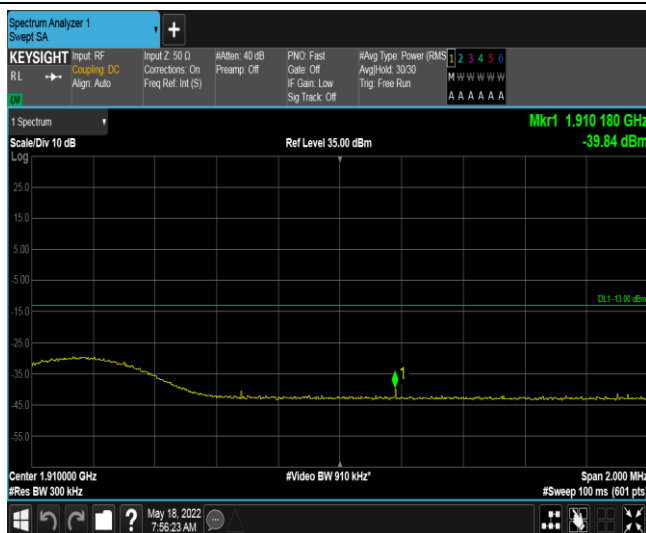 Spectrum Analyzer 1
Swept SA
+
KEYSIGHT Input: RF
RL Coupling: DC
Align: Auto
Input Z: 50 Ω
Corrections: On
Freq Ref: Int (S)
#Atten: 40 dB
Preamp: Off
PNO: Fast
Gate: Off
IF Gain: Low
Sig Track: Off
#Avg Type: Power (RMS
Avg|Hold: 30/30
Trig: Free Run
1 2 3 4 5 6
M W W W W W
A A A A A A
1 Spectrum
Scale/Div 10 dB
Ref Level 35.00 dBm
Mkr1 1.910 180 GHz
-39.84 dBm
Log
25.0
15.0
5.00
-5.00
DL1 -13.00 dBm
-15.0
-25.0
-35.0
1
-45.0
-55.0
Center 1.910000 GHz
#Video BW 910 kHz*
Span 2.000 MHz
#Res BW 300 kHz
#Sweep 100 ms (601 pts
? May 18, 2022
7:56:23 AM